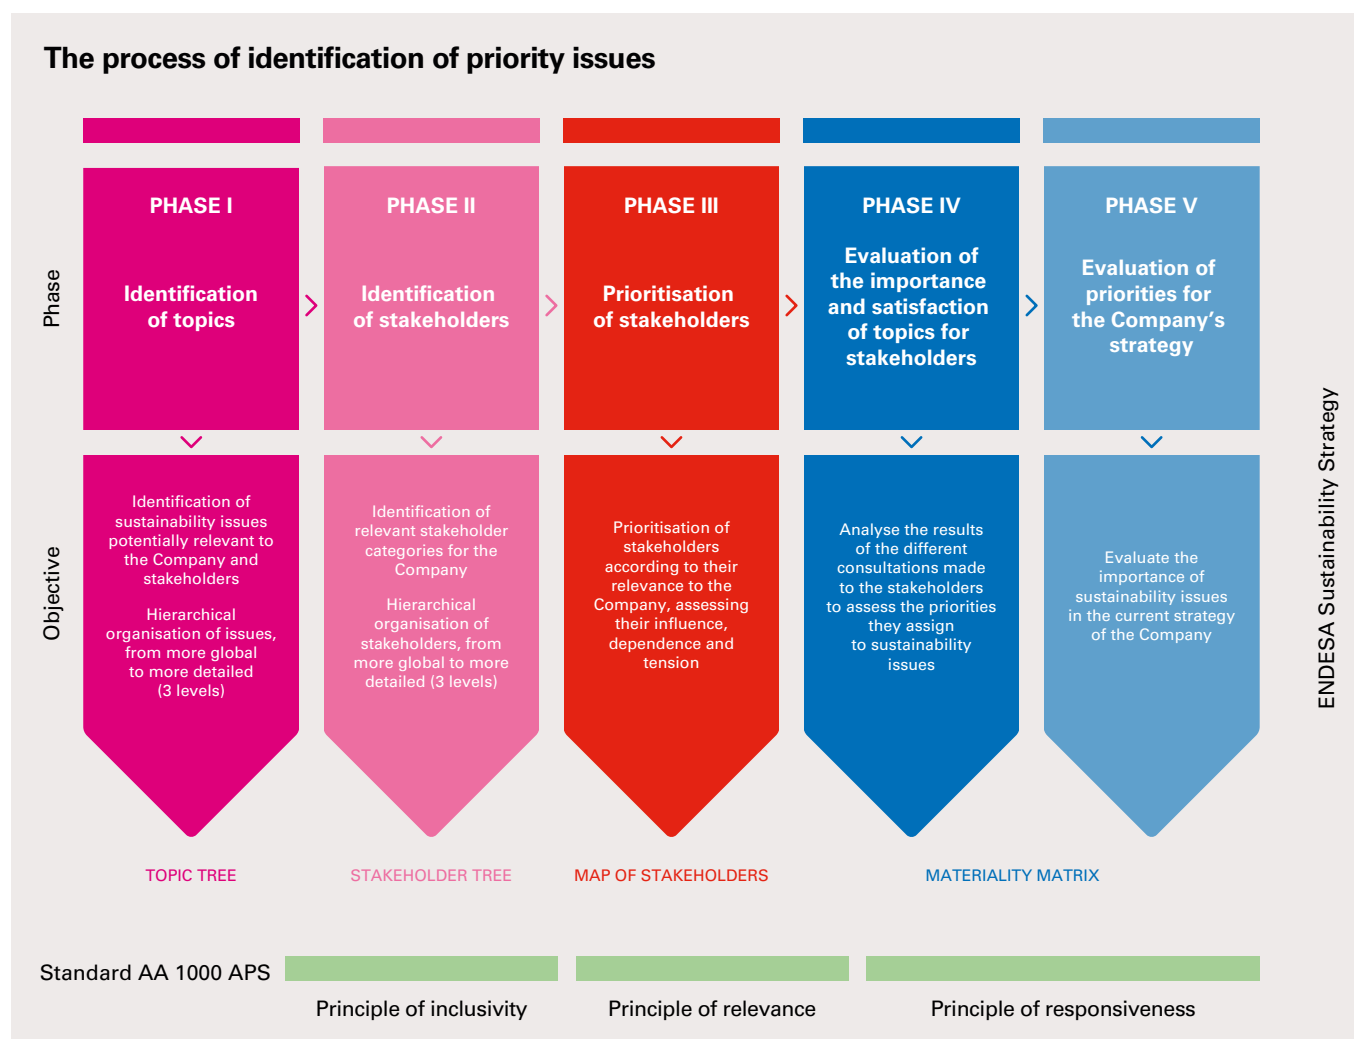 The process of identification of priority issues
Phase
PHASE I
Identification
of topics
PHASE II
Identification
of stakeholders
PHASE III
Prioritisation
of stakeholders
PHASE IV
Evaluation of
the importance
and satisfaction
of topics for
stakeholders
PHASE V
Evaluation of
priorities for
the Company’s
strategy
Objective
Identification of
sustainability issues
potentially relevant to
the Company and
stakeholders
Hierarchical
organisation of issues,
from more global
to more detailed
(3 levels)
Identification of
relevant stakeholder
categories for the
Company
Hierarchical
organisation of
stakeholders, from
more global to more
detailed (3 levels)
Prioritisation of
stakeholders
according to their
relevance to the
Company, assessing
their influence,
dependence and
tension
Analyse the results
of the different
consultations made
to the stakeholders
to assess the priorities
they assign
to sustainability
issues
Evaluate the
importance of
sustainability issues
in the current strategy
of the Company
ENDESA Sustainability Strategy
TOPIC TREE
STAKEHOLDER TREE
MAP OF STAKEHOLDERS
MATERIALITY MATRIX
Standard AA 1000 APS
Principle of inclusivity
Principle of relevance
Principle of responsiveness